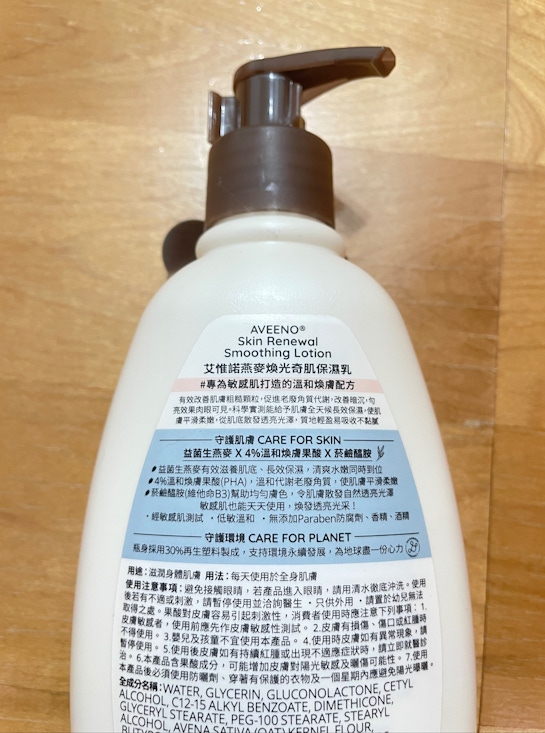 AVEENO®
Skin Renewal
Smoothing Lotion
艾惟諾燕麥煥光奇肌保濕乳
#專為敏感肌打造的溫和煥膚配方
有效改善肌膚粗糙顆粒,促進老廢角質代謝,改善暗沉,勻
亮效果肉眼可見。科學實測能給予肌膚全天候長效保濕,使肌
膚平滑柔嫩,從肌底散發透亮光澤,質地輕盈易吸收不黏膩
守護肌膚 CARE FOR SKIN
益菌生燕麥 X 4%溫和煥膚果酸 X 菸鹼醯胺
益菌生燕麥有效滋養肌底、長效保濕,清爽水嫩同時到位
4%溫和煥膚果酸(PHA),溫和代謝老廢角質,使肌膚平滑柔嫩
菸鹼醯胺(維他命B3)幫助均勻膚色,令肌膚散發自然透亮光澤
敏感肌也能天天使用,煥發透亮光采!
・經敏感肌測試 ・低敏溫和 ・無添加Paraben防腐劑、香精、酒精
守護環境 CARE FOR PLANET
瓶身採用30%再生塑料製成,支持環境永續發展,為地球盡一份心力
用途:滋潤身體肌膚 用法:每天使用於全身肌膚
使用注意事項:避免接觸眼睛,若產品進入眼睛,請用清水徹底沖洗。使用
後若有不適或刺激,請暫停使用並洽詢醫生 ・只供外用 ・請置於幼兒無法
取得之處。果酸對皮膚容易引起刺激性,消費者使用時應注意下列事項:1.
皮膚敏感者,使用前應先作皮膚敏感性測試。2.皮膚有損傷、傷口或紅腫時
不得使用。3.嬰兒及孩童不宜使用本產品。4.使用時皮膚如有異常現象,請
暫停使用。5.使用後皮膚如有持續紅腫或出現不適應症狀時,請立即就醫診
治。6.本產品含果酸成分,可能增加皮膚對陽光敏感及曬傷可能性。7.使用
本產品後必須使用防曬劑、穿著有保護的衣物及一個星期內應避免陽光曝曬。
全成分名稱:WATER, GLYCERIN, GLUCONOLACTONE, CETYL
ALCOHOL, C12-15 ALKYL BENZOATE, DIMETHICONE,
GLYCERYL STEARATE, PEG-100 STEARATE, STEARYL
ALCOHOL, AVENA SATIVA (OAT) KERNEL FLOUR,